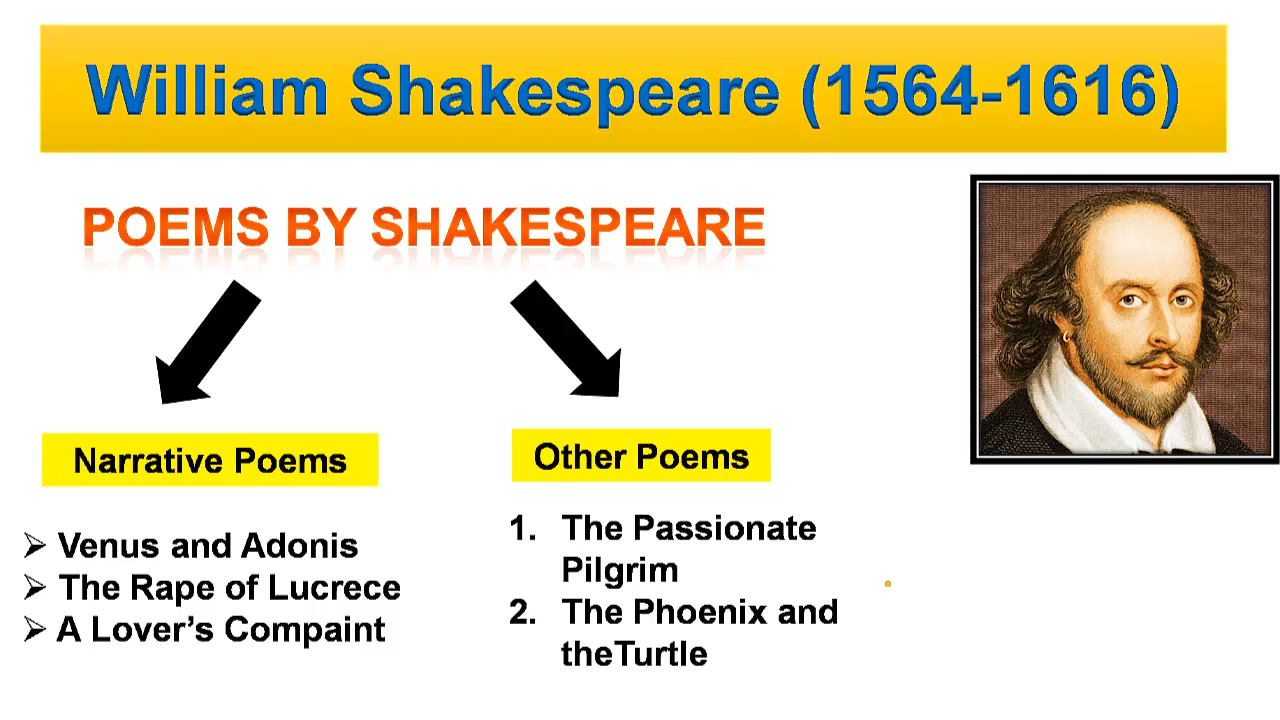 William Shakespeare (1564-1616)
POEMS BY SHAKESPEARE
Narrative Poems
➢ Venus and Adonis
➢ The Rape of Lucrece
➢ A Lover’s Compaint
Other Poems
1. The Passionate
Pilgrim
2. The Phoenix and
theTurtle